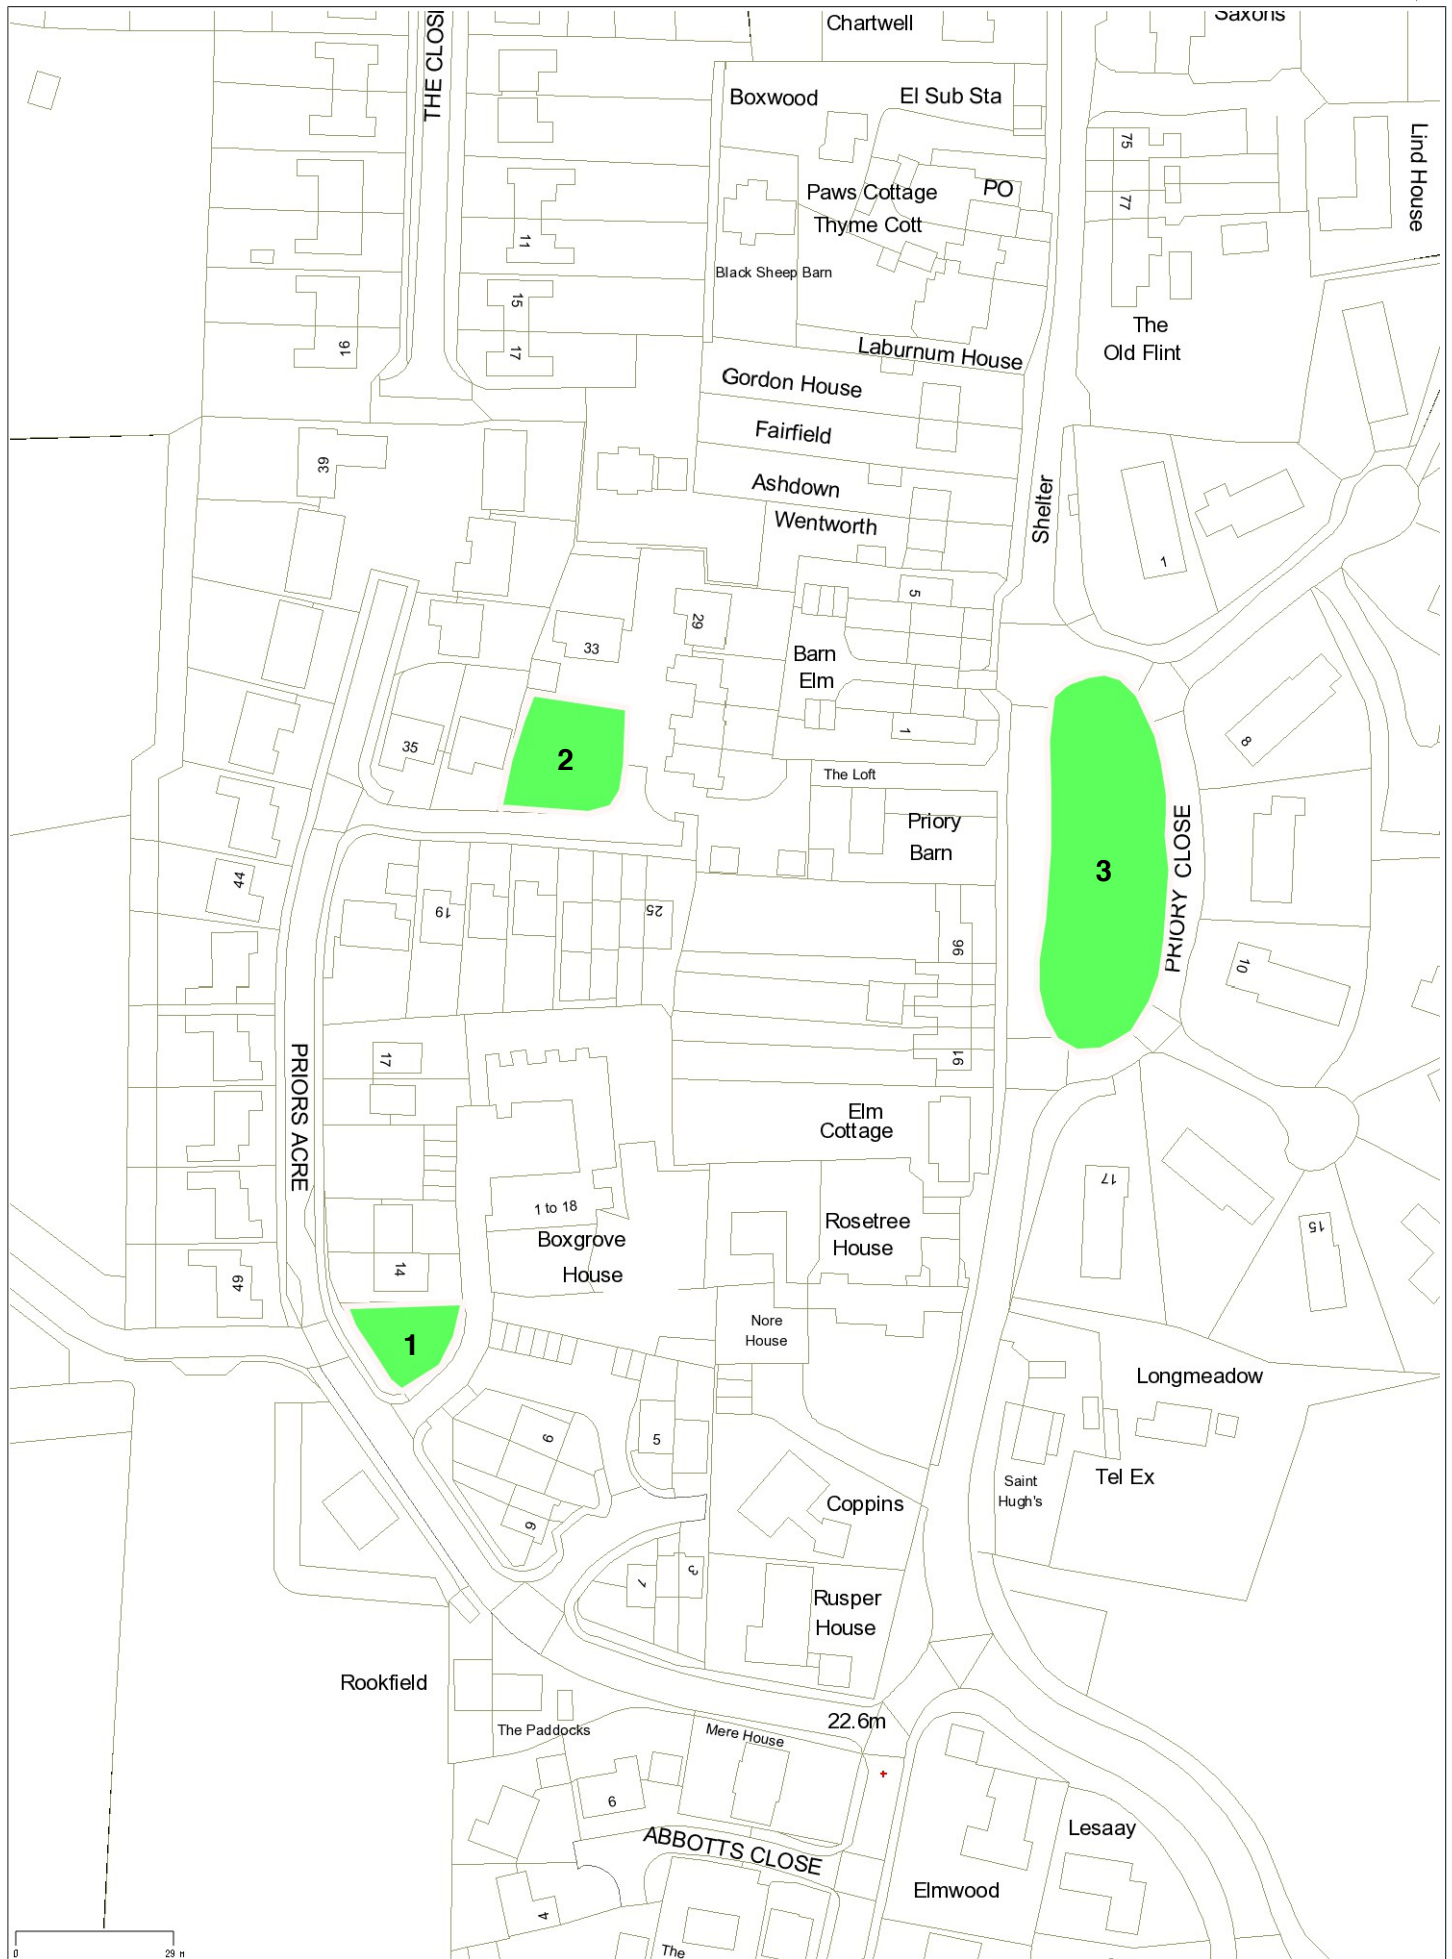 Chartwell
Saxons
THE CLOSE
Boxwood
El Sub Sta
75
Lind House
Paws Cottage
PO
77
Thyme Cott
11
Black Sheep Barn
15
16
17
The
Old Flint
Laburnum House
Gordon House
Fairfield
39
Ashdown
Wentworth
Shelter
1
5
29
33
Barn
Elm
35
2
1
8
The Loft
Priory
Barn
3
PRIORY CLOSE
44
19
25
96
10
17
91
PRIORS ACRE
Elm
Cottage
17
1 to 18
Boxgrove
House
Rosetree
House
15
14
49
1
Nore
House
Longmeadow
9
5
Saint
Hugh's
Tel Ex
Coppins
9
7
3
Rusper
House
Rookfield
The Paddocks
Mere House
22.6m
6
ABBOTTS CLOSE
Lesaay
Elmwood
4
The
0
29 M